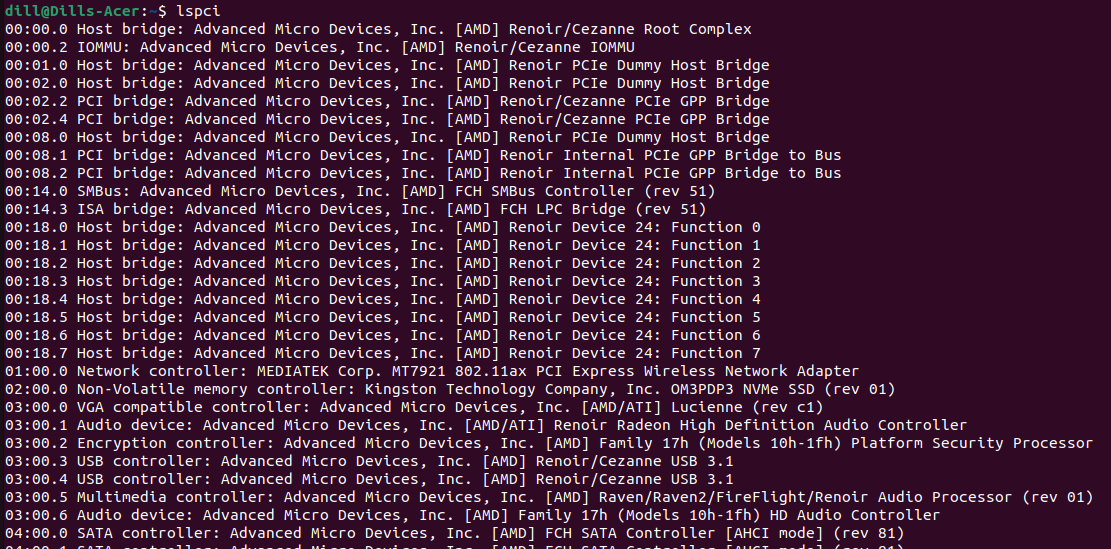 dill@Dills-Acer:~$ lspci
00:00.0 Host bridge: Advanced Micro Devices, Inc. [AMD] Renoir/Cezanne Root Complex
00:00.2 IOMMU: Advanced Micro Devices, Inc. [AMD] Renoir/Cezanne IOMMU
00:01.0 Host bridge: Advanced Micro Devices, Inc. [AMD] Renoir PCIe Dummy Host Bridge
00:02.0 Host bridge: Advanced Micro Devices, Inc. [AMD] Renoir PCIe Dummy Host Bridge
00:02.2 PCI bridge: Advanced Micro Devices, Inc. [AMD] Renoir/Cezanne PCIe GPP Bridge
00:02.4 PCI bridge: Advanced Micro Devices, Inc. [AMD] Renoir/Cezanne PCIe GPP Bridge
00:08.0 Host bridge: Advanced Micro Devices, Inc. [AMD] Renoir PCIe Dummy Host Bridge
00:08.1 PCI bridge: Advanced Micro Devices, Inc. [AMD] Renoir Internal PCIe GPP Bridge to Bus
00:08.2 PCI bridge: Advanced Micro Devices, Inc. [AMD] Renoir Internal PCIe GPP Bridge to Bus
00:14.0 SMBus: Advanced Micro Devices, Inc. [AMD] FCH SMBus Controller (rev 51)
00:14.3 ISA bridge: Advanced Micro Devices, Inc. [AMD] FCH LPC Bridge (rev 51)
00:18.0 Host bridge: Advanced Micro Devices, Inc. [AMD] Renoir Device 24: Function 0
00:18.1 Host bridge: Advanced Micro Devices, Inc. [AMD] Renoir Device 24: Function 1
00:18.2 Host bridge: Advanced Micro Devices, Inc. [AMD] Renoir Device 24: Function 2
00:18.3 Host bridge: Advanced Micro Devices, Inc. [AMD] Renoir Device 24: Function 3
00:18.4 Host bridge: Advanced Micro Devices, Inc. [AMD] Renoir Device 24: Function 4
00:18.5 Host bridge: Advanced Micro Devices, Inc. [AMD] Renoir Device 24: Function 5
00:18.6 Host bridge: Advanced Micro Devices, Inc. [AMD] Renoir Device 24: Function 6
00:18.7 Host bridge: Advanced Micro Devices, Inc. [AMD] Renoir Device 24: Function 7
01:00.0 Network controller: MEDIATEK Corp. MT7921 802.11ax PCI Express Wireless Network Adapter
02:00.0 Non-Volatile memory controller: Kingston Technology Company, Inc. OM3PDP3 NVMe SSD (rev 01)
03:00.0 VGA compatible controller: Advanced Micro Devices, Inc. [AMD/ATI] Lucienne (rev c1)
03:00.1 Audio device: Advanced Micro Devices, Inc. [AMD/ATI] Renoir Radeon High Definition Audio Controller
03:00.2 Encryption controller: Advanced Micro Devices, Inc. [AMD] Family 17h (Models 10h-1fh) Platform Security Processor
03:00.3 USB controller: Advanced Micro Devices, Inc. [AMD] Renoir/Cezanne USB 3.1
03:00.4 USB controller: Advanced Micro Devices, Inc. [AMD] Renoir/Cezanne USB 3.1
03:00.5 Multimedia controller: Advanced Micro Devices, Inc. [AMD] Raven/Raven2/FireFlight/Renoir Audio Processor (rev 01)
03:00.6 Audio device: Advanced Micro Devices, Inc. [AMD] Family 17h (Models 10h-1fh) HD Audio Controller
04:00.0 SATA controller: Advanced Micro Devices, Inc. [AMD] FCH SATA Controller [AHCI mode] (rev 81)